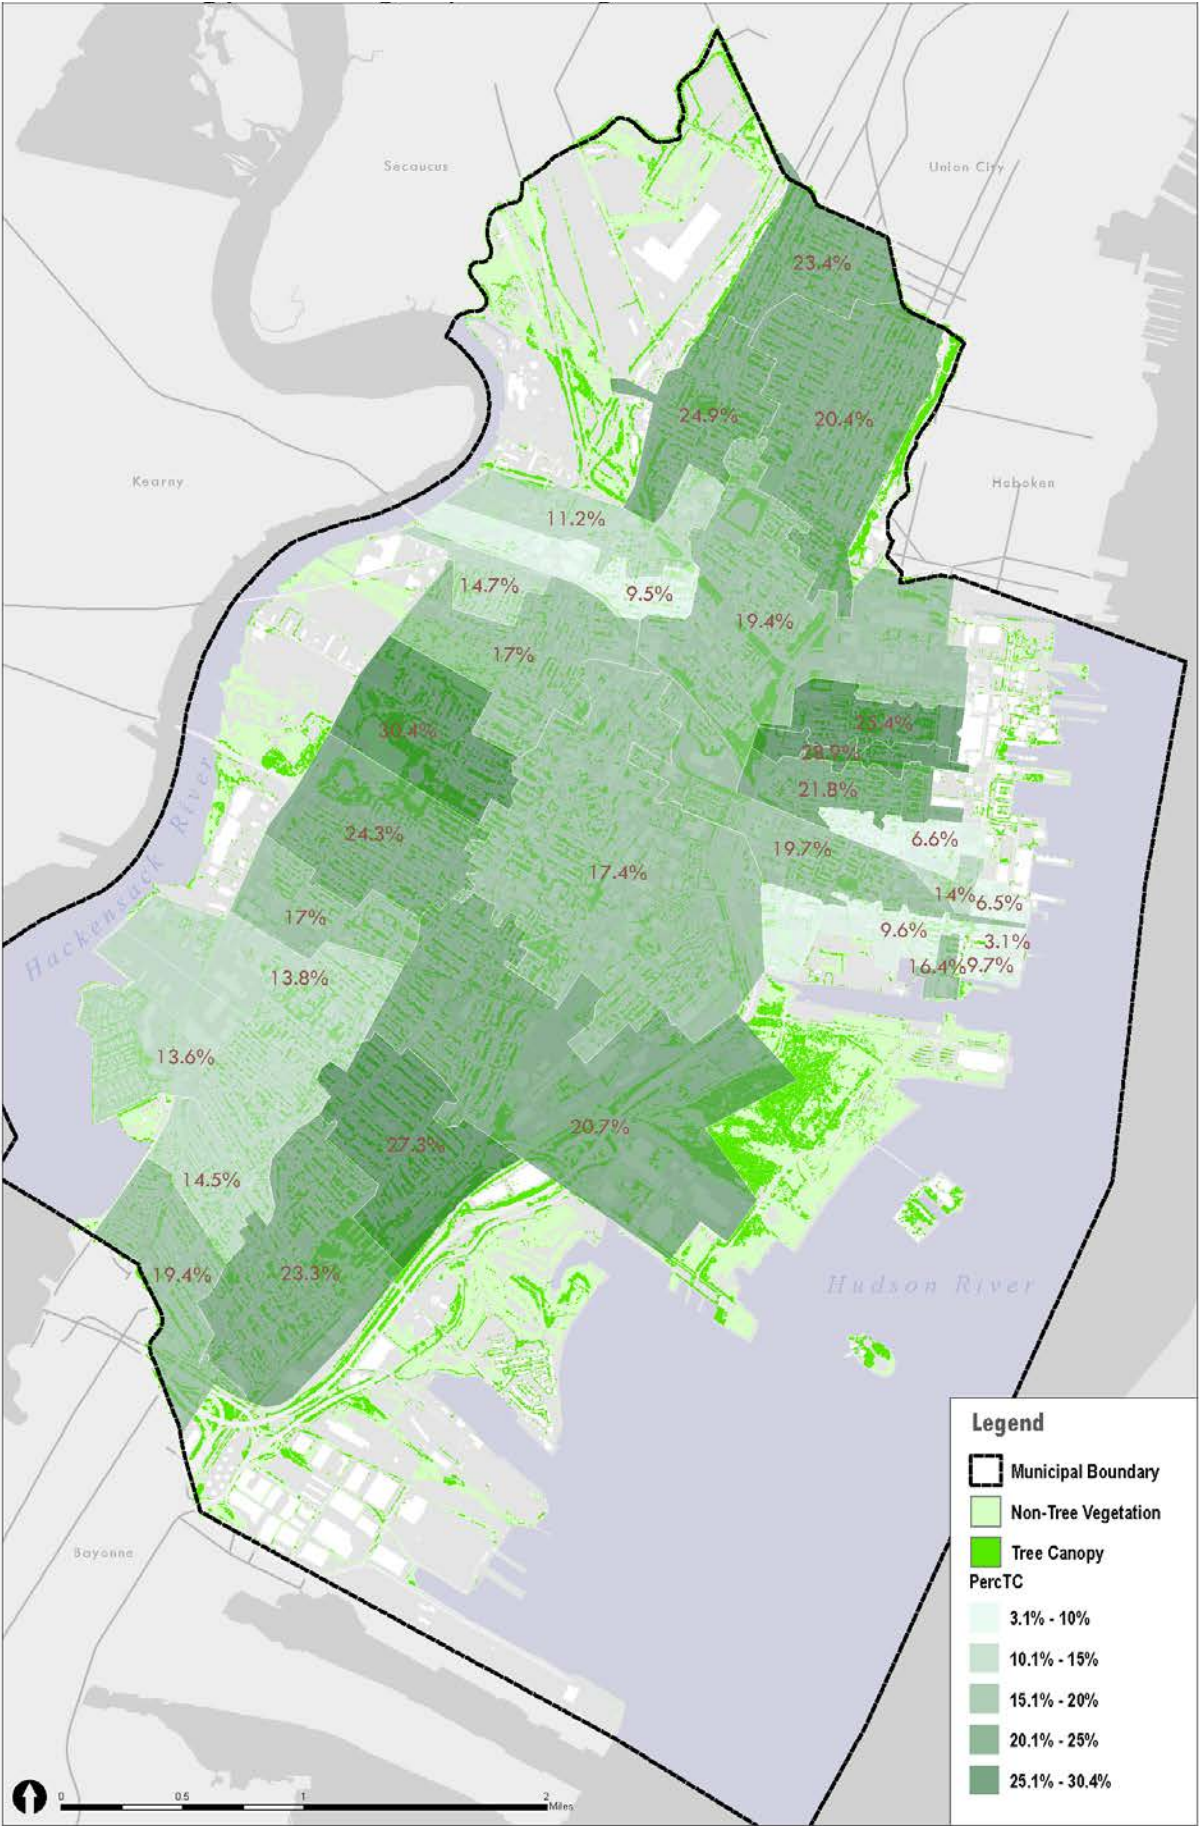 Secaucus
Union City
23.4%
24.9%
20.4%
Kearny
Hoboken
11.2%
14.7%
9.5%
19.4%
17%
30.4%
25.4%
28.9%
21.8%
24.3%
6.6%
19.7%
17.4%
14%
6.5%
17%
9.6%
3.1%
13.8%
16.4%
9.7%
Hackensack River
13.6%
20.7%
27.3%
14.5%
19.4%
23.3%
Hudson River
Bayonne
Legend
Municipal Boundary
Non-Tree Vegetation
Tree Canopy
PercTC
3.1% - 10%
10.1% - 15%
15.1% - 20%
20.1% - 25%
25.1% - 30.4%
0 0.5 1 2
Miles